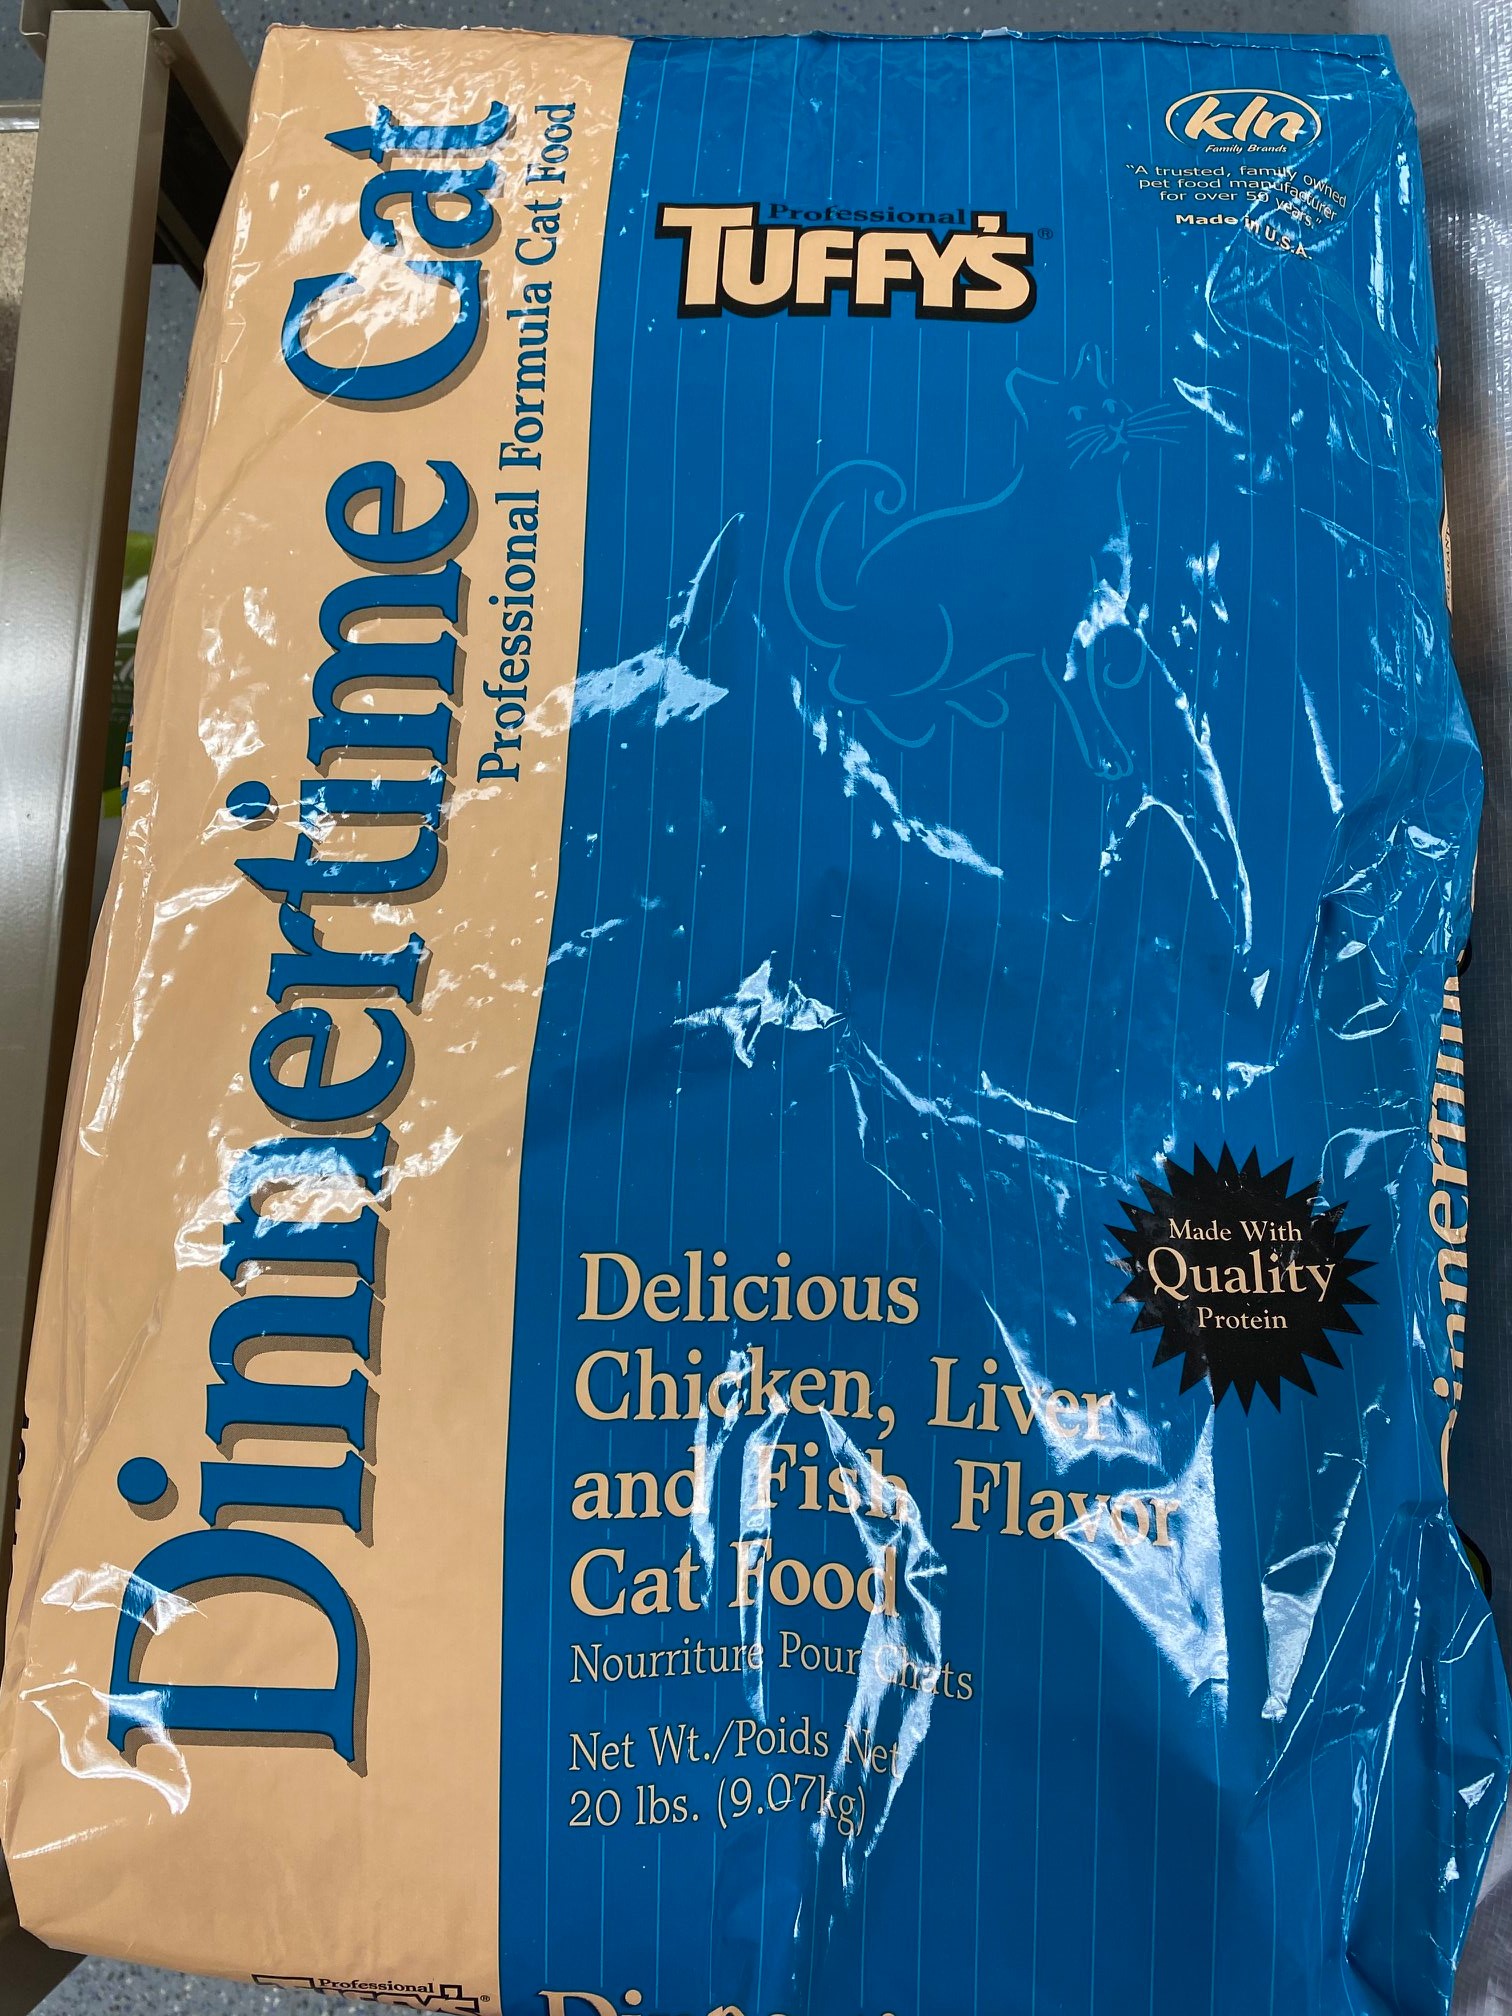 Dinnertime Cat
Professional Formula Cat Food
Professional
TUFFY'S®
kln
Family Brands
"A trusted, family owned
pet food manufacturer
for over 50 years."
Made in U.S.A.
Made With
Quality
Protein
Delicious
Chicken, Liver
and Fish Flavor
Cat Food
Nourriture Pour Chats
Net Wt./Poids Net
20 lbs. (9.07kg)
Professional